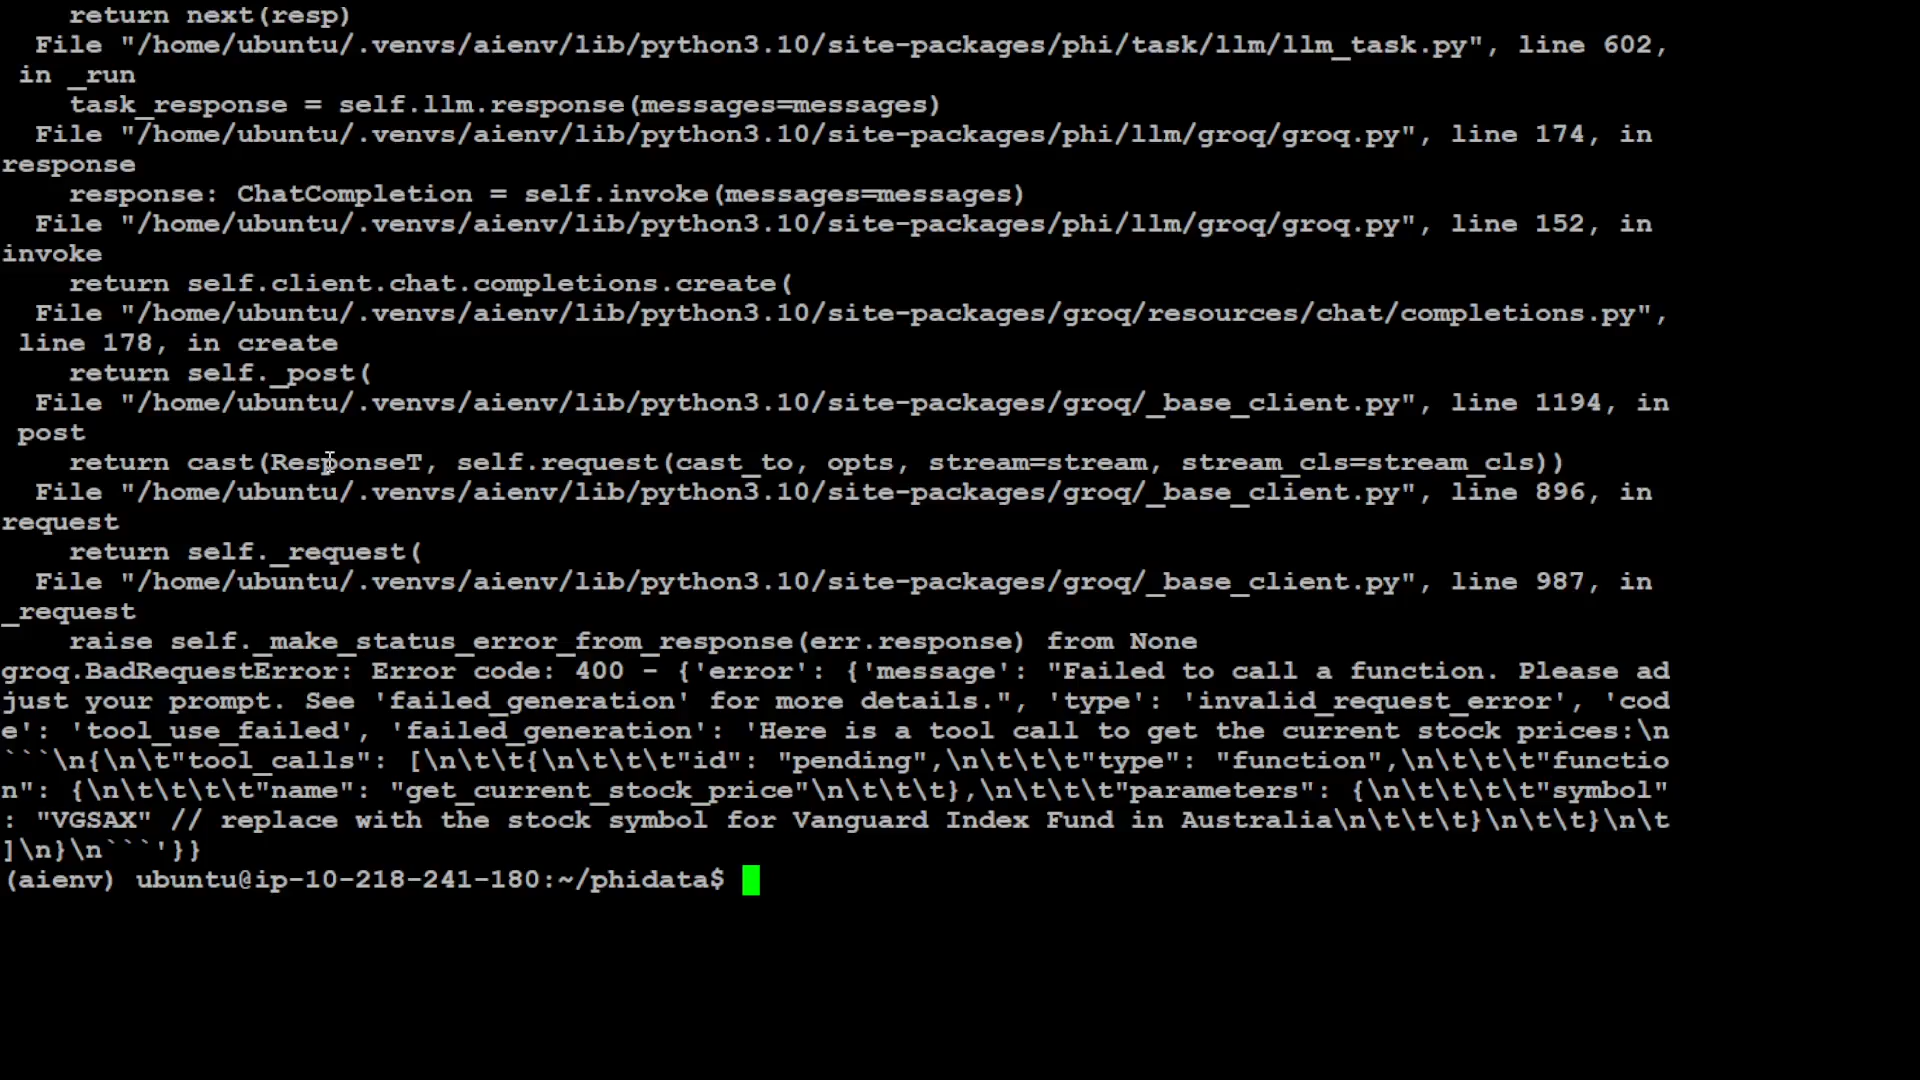 return next(resp)
  File "/home/ubuntu/.venvs/aienv/lib/python3.10/site-packages/phi/task/llm/llm_task.py", line 602,
 in _run
    task_response = self.llm.response(messages=messages)
  File "/home/ubuntu/.venvs/aienv/lib/python3.10/site-packages/phi/llm/groq/groq.py", line 174, in
response
    response: ChatCompletion = self.invoke(messages=messages)
  File "/home/ubuntu/.venvs/aienv/lib/python3.10/site-packages/phi/llm/groq/groq.py", line 152, in
invoke
    return self.client.chat.completions.create(
  File "/home/ubuntu/.venvs/aienv/lib/python3.10/site-packages/groq/resources/chat/completions.py",
 line 178, in create
    return self._post(
  File "/home/ubuntu/.venvs/aienv/lib/python3.10/site-packages/groq/_base_client.py", line 1194, in
 post
    return cast(ResponseT, self.request(cast_to, opts, stream=stream, stream_cls=stream_cls))
  File "/home/ubuntu/.venvs/aienv/lib/python3.10/site-packages/groq/_base_client.py", line 896, in
request
    return self._request(
  File "/home/ubuntu/.venvs/aienv/lib/python3.10/site-packages/groq/_base_client.py", line 987, in
_request
    raise self._make_status_error_from_response(err.response) from None
groq.BadRequestError: Error code: 400 - {'error': {'message': "Failed to call a function. Please ad
just your prompt. See 'failed_generation' for more details.", 'type': 'invalid_request_error', 'cod
e': 'tool_use_failed', 'failed_generation': 'Here is a tool call to get the current stock prices:\n
```\n{\n\t"tool_calls": [\n\t\t{\n\t\t\t"id": "pending",\n\t\t\t"type": "function",\n\t\t\t"functio
n": {\n\t\t\t\t"name": "get_current_stock_price"\n\t\t\t},\n\t\t\t"parameters": {\n\t\t\t\t"symbol"
: "VGSAX" // replace with the stock symbol for Vanguard Index Fund in Australia\n\t\t\t}\n\t\t}\n\t
]\n}\n```'}}
(aienv) ubuntu@ip-10-218-241-180:~/phidata$